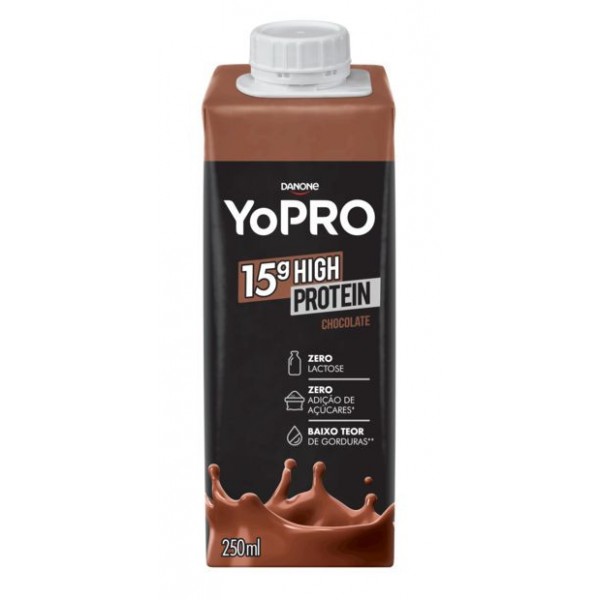 DANONE
YoPRO
15g HIGH
PROTEIN
CHOCOLATE
ZERO
LACTOSE
ZERO
ADIÇÃO DE
AÇÚCARES*
BAIXO TEOR
DE GORDURAS**
250ml